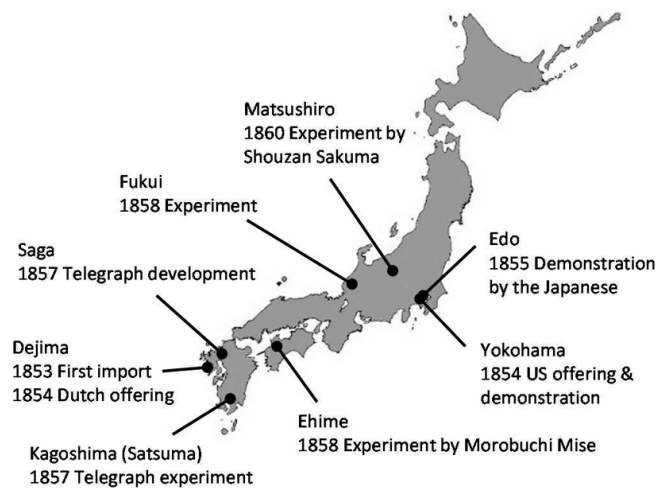 Matsushiro
1860 Experiment by
Shouzan Sakuma
Fukui
1858 Experiment
Saga
1857 Telegraph development
Edo
1855 Demonstration
by the Japanese
Dejima
1853 First import
1854 Dutch offering
Yokohama
1854 US offering &
demonstration
Ehime
1858 Experiment by Morobuchi Mise
Kagoshima (Satsuma)
1857 Telegraph experiment